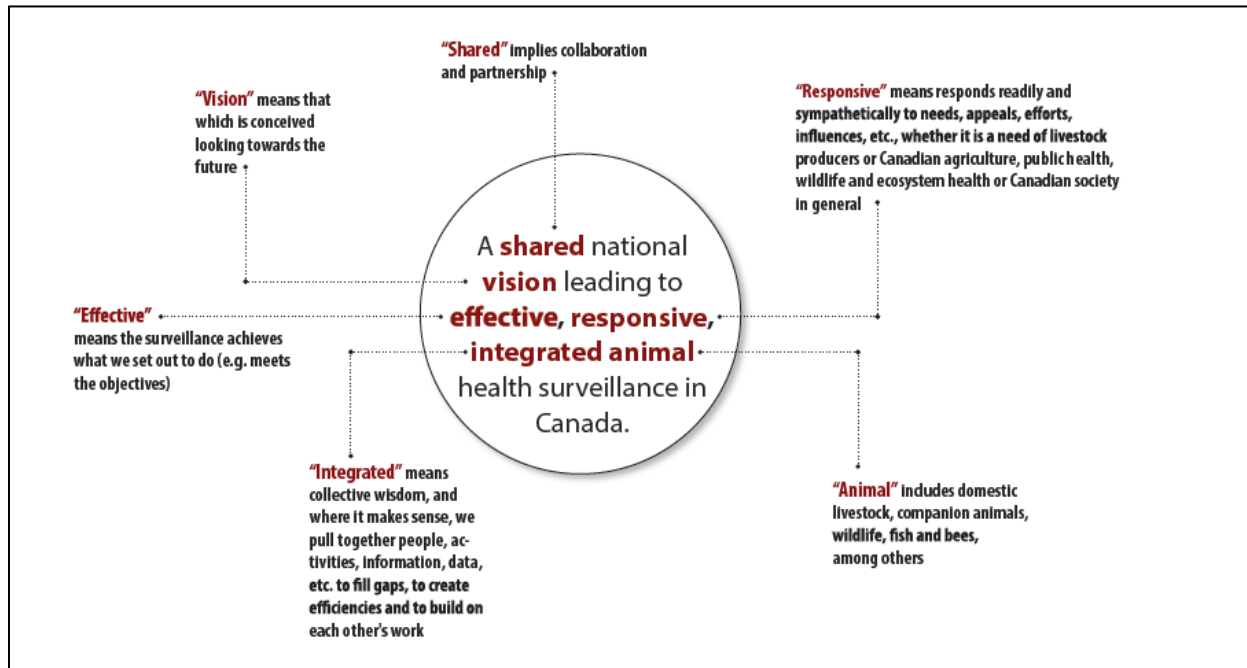 “Shared” implies collaboration
and partnership
“Vision” means that
which is conceived
looking towards the
future
“Responsive” means responds readily and
sympathetically to needs, appeals, efforts,
influences, etc., whether it is a need of livestock
producers or Canadian agriculture, public health,
wildlife and ecosystem health or Canadian society
in general
A shared national
vision leading to
effective, responsive,
integrated animal
health surveillance in
Canada.
“Effective”
means the surveillance achieves
what we set out to do (e.g. meets
the objectives)
“Integrated” means
collective wisdom, and
where it makes sense, we
pull together people, ac-
tivities, information, data,
etc. to fill gaps, to create
efficiencies and to build on
each other's work
“Animal” includes domestic
livestock, companion animals,
wildlife, fish and bees,
among others